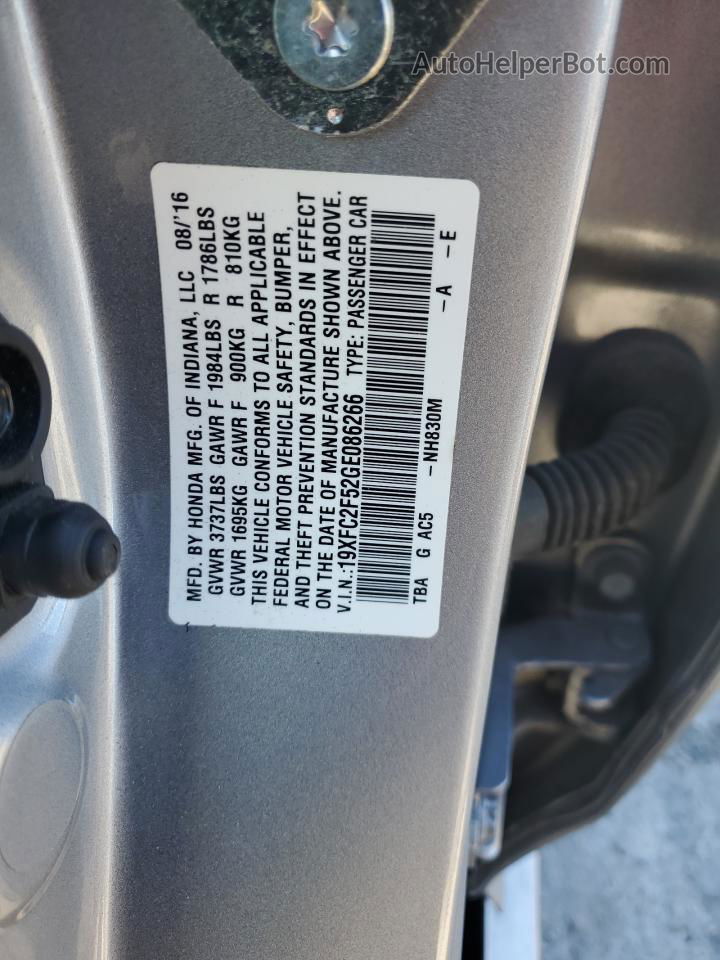 AutoHelperBot.com
MFD. BY HONDA MFG. OF INDIANA, LLC 08/'16
GVWR 3737LBS GAWR F 1984LBS R 1786LBS
GVWR 1695KG GAWR F 900KG R 810KG
THIS VEHICLE CONFORMS TO ALL APPLICABLE
FEDERAL MOTOR VEHICLE SAFETY, BUMPER,
AND THEFT PREVENTION STANDARDS IN EFFECT
ON THE DATE OF MANUFACTURE SHOWN ABOVE.
V.I.N.:19XFC2F52GE086266 TYPE: PASSENGER CAR
TBA G AC5 -NH830M -A -E